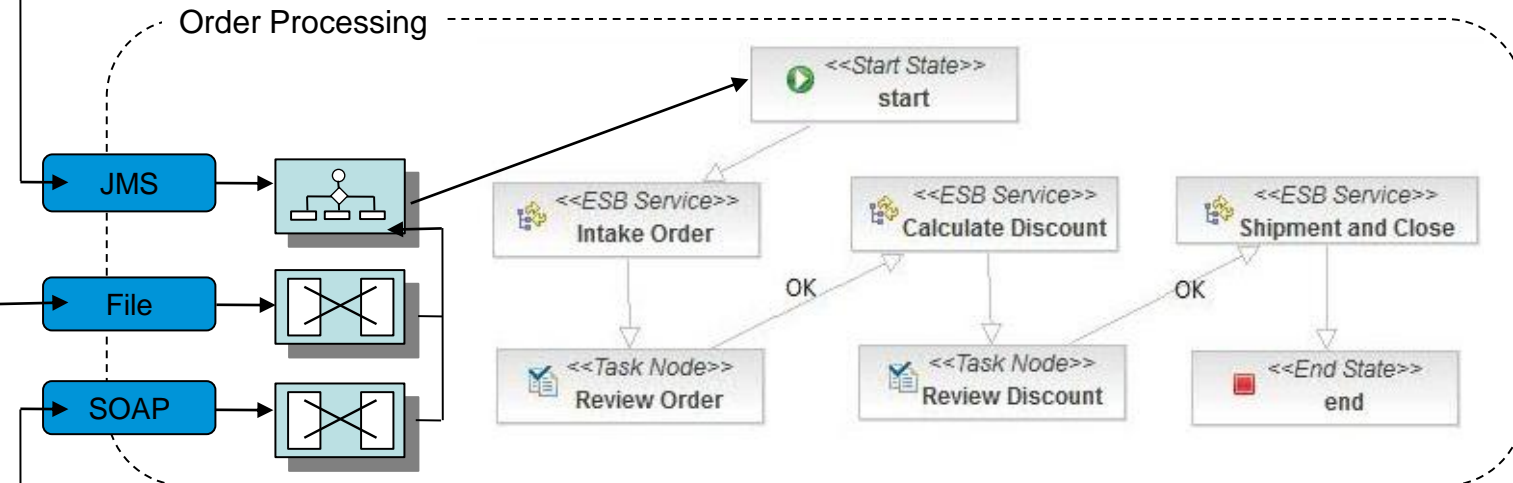 Order Processing
<<Start State>>
start
JMS
<<ESB Service>>
Intake Order
<<ESB Service>>
Calculate Discount
<<ESB Service>>
Shipment and Close
File
OK
OK
SOAP
<<Task Node>>
Review Order
<<Task Node>>
Review Discount
<<End State>>
end